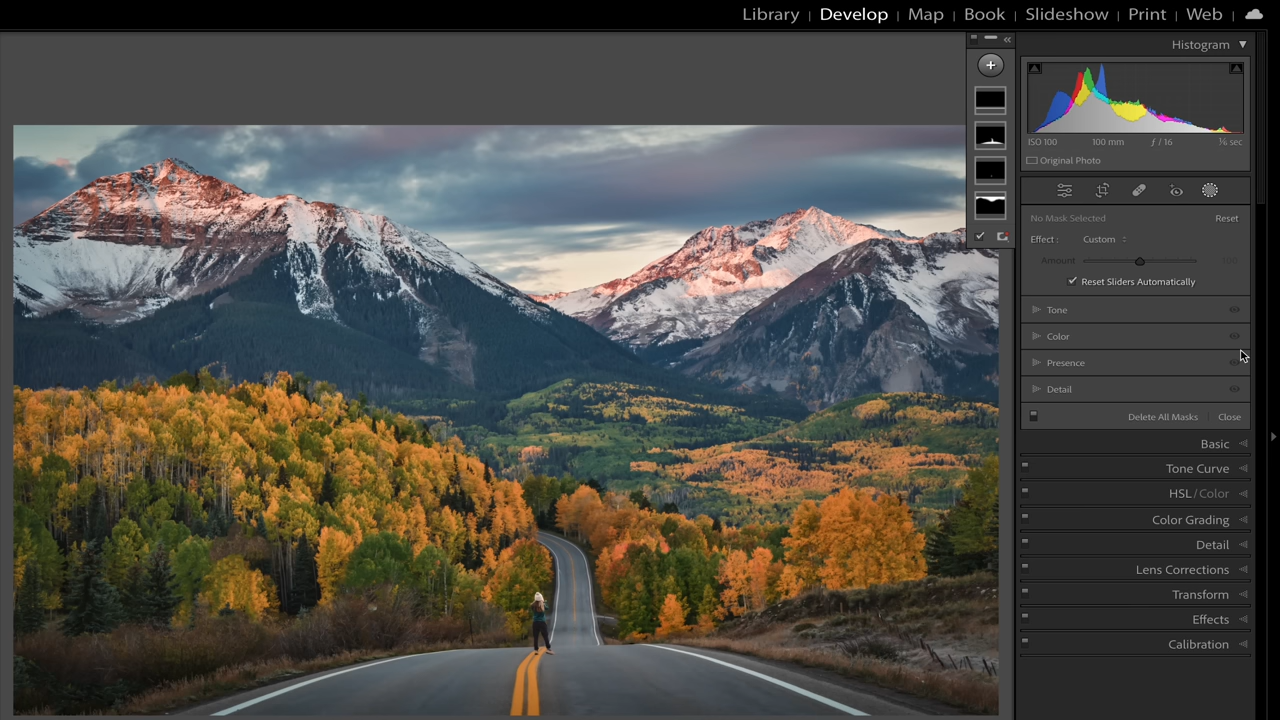 Library | Develop | Map | Book | Slideshow | Print | Web
Histogram
ISO 100 100 mm ƒ / 16 ⅙ sec
Original Photo
No Mask Selected Reset
Effect : Custom
Amount 100
Reset Sliders Automatically
Tone
Color
Presence
Detail
Delete All Masks Close
Basic
Tone Curve
HSL / Color
Color Grading
Detail
Lens Corrections
Transform
Effects
Calibration